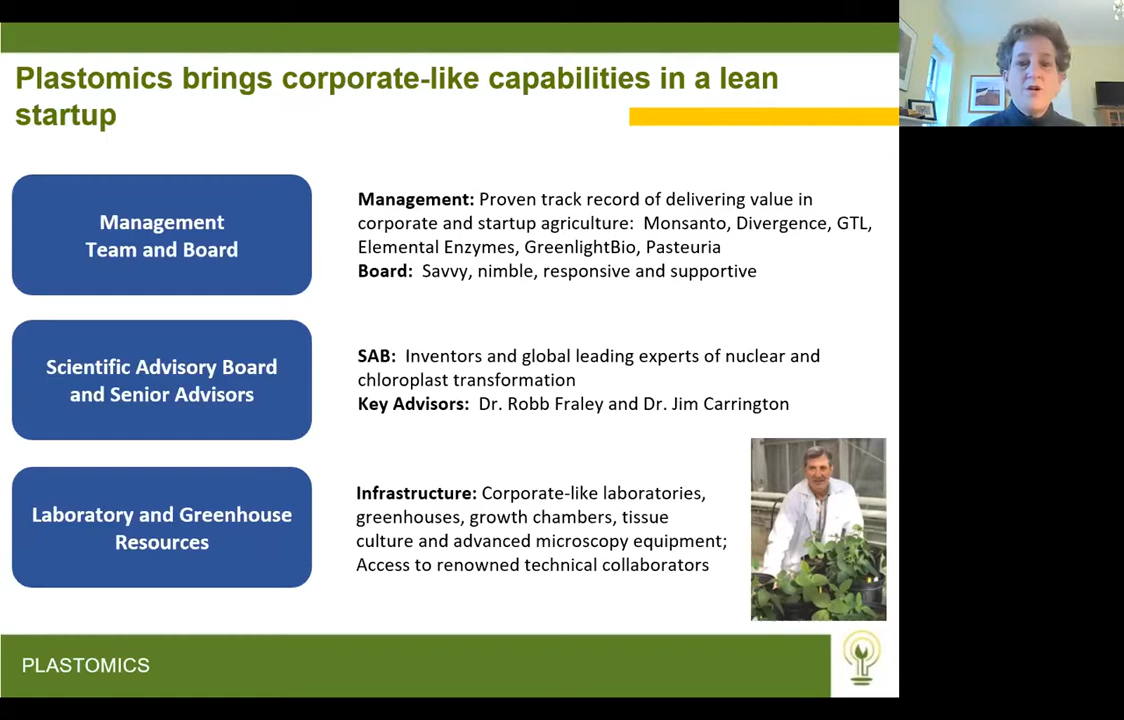 Plastomics brings corporate-like capabilities in a lean
startup
Management
Team and Board
Management: Proven track record of delivering value in
corporate and startup agriculture:  Monsanto, Divergence, GTL,
Elemental Enzymes, GreenlightBio, Pasteuria
Board:  Savvy, nimble, responsive and supportive
Scientific Advisory Board
and Senior Advisors
SAB:  Inventors and global leading experts of nuclear and
chloroplast transformation
Key Advisors:  Dr. Robb Fraley and Dr. Jim Carrington
Laboratory and Greenhouse
Resources
Infrastructure: Corporate-like laboratories,
greenhouses, growth chambers, tissue
culture and advanced microscopy equipment;
Access to renowned technical collaborators
PLASTOMICS